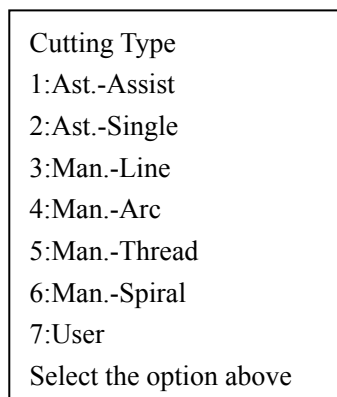 Cutting Type
1:Ast.-Assist
2:Ast.-Single
3:Man.-Line
4:Man.-Arc
5:Man.-Thread
6:Man.-Spiral
7:User
Select the option above